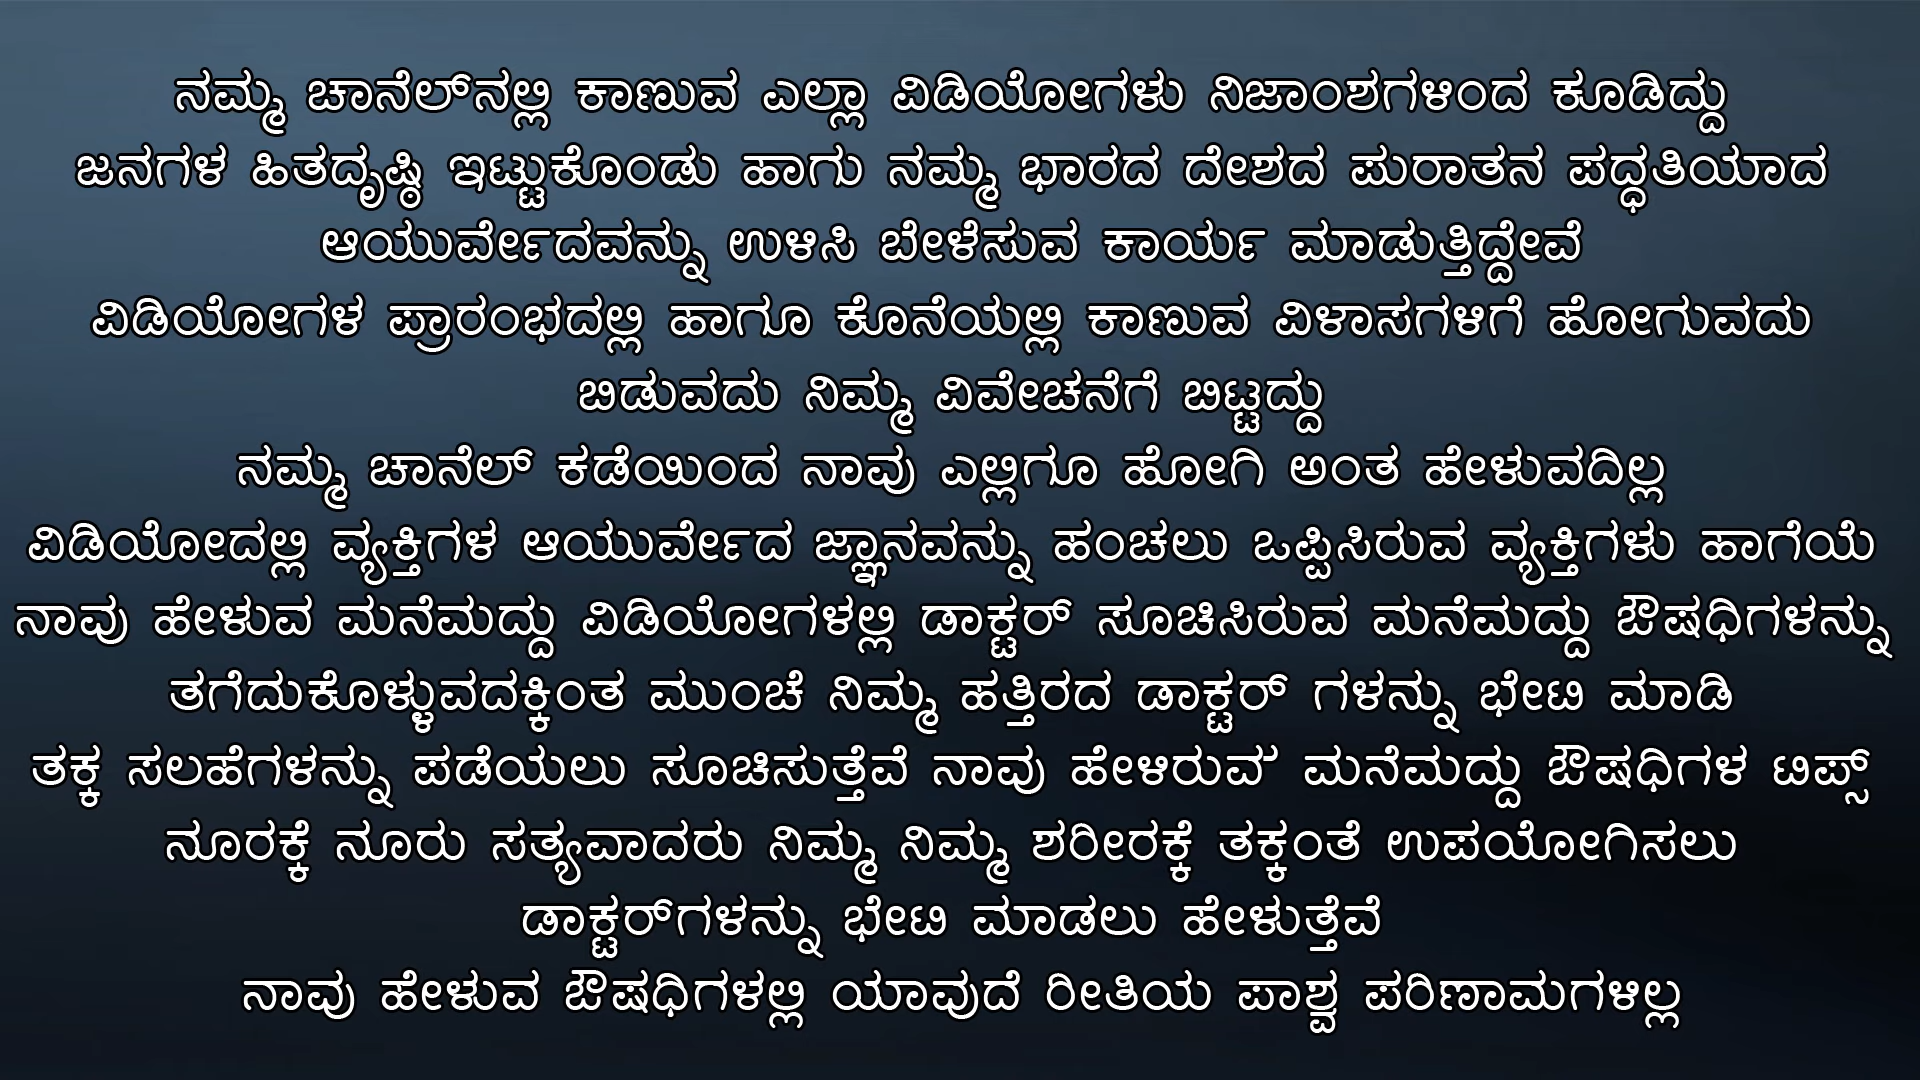 ನಮ್ಮ ಚಾನೆಲ್‌ನಲ್ಲಿ ಕಾಣುವ ಎಲ್ಲಾ ವಿಡಿಯೋಗಳು ನಿಜಾಂಶಗಳಿಂದ ಕೂಡಿದ್ದು
ಜನಗಳ ಹಿತದೃಷ್ಠಿ ಇಟ್ಟುಕೊಂಡು ಹಾಗು ನಮ್ಮ ಭಾರದ ದೇಶದ ಪುರಾತನ ಪದ್ಧತಿಯಾದ
ಆಯುರ್ವೇದವನ್ನು ಉಳಿಸಿ ಬೇಳೆಸುವ ಕಾರ್ಯ ಮಾಡುತ್ತಿದ್ದೇವೆ
ವಿಡಿಯೋಗಳ ಪ್ರಾರಂಭದಲ್ಲಿ ಹಾಗೂ ಕೊನೆಯಲ್ಲಿ ಕಾಣುವ ವಿಳಾಸಗಳಿಗೆ ಹೋಗುವದು
ಬಿಡುವದು ನಿಮ್ಮ ವಿವೇಚನೆಗೆ ಬಿಟ್ಟದ್ದು
ನಮ್ಮ ಚಾನೆಲ್ ಕಡೆಯಿಂದ ನಾವು ಎಲ್ಲಿಗೂ ಹೋಗಿ ಅಂತ ಹೇಳುವದಿಲ್ಲ
ವಿಡಿಯೋದಲ್ಲಿ ವ್ಯಕ್ತಿಗಳ ಆಯುರ್ವೇದ ಜ್ಞಾನವನ್ನು ಹಂಚಲು ಒಪ್ಪಿಸಿರುವ ವ್ಯಕ್ತಿಗಳು ಹಾಗೆಯೆ
ನಾವು ಹೇಳುವ ಮನೆಮದ್ದು ವಿಡಿಯೋಗಳಲ್ಲಿ ಡಾಕ್ಟರ್ ಸೂಚಿಸಿರುವ ಮನೆಮದ್ದು ಔಷಧಿಗಳನ್ನು
ತಗೆದುಕೊಳ್ಳುವದಕ್ಕಿಂತ ಮುಂಚೆ ನಿಮ್ಮ ಹತ್ತಿರದ ಡಾಕ್ಟರ್ ಗಳನ್ನು ಭೇಟಿ ಮಾಡಿ
ತಕ್ಕ ಸಲಹೆಗಳನ್ನು ಪಡೆಯಲು ಸೂಚಿಸುತ್ತೆವೆ ನಾವು ಹೇಳಿರುವ ಮನೆಮದ್ದು ಔಷಧಿಗಳ ಟಿಪ್ಸ್
ನೂರಕ್ಕೆ ನೂರು ಸತ್ಯವಾದರು ನಿಮ್ಮ ನಿಮ್ಮ ಶರೀರಕ್ಕೆ ತಕ್ಕಂತೆ ಉಪಯೋಗಿಸಲು
ಡಾಕ್ಟರ್‌ಗಳನ್ನು ಭೇಟಿ ಮಾಡಲು ಹೇಳುತ್ತೆವೆ
ನಾವು ಹೇಳುವ ಔಷಧಿಗಳಲ್ಲಿ ಯಾವುದೆ ರೀತಿಯ ಪಾಶ್ವ ಪರಿಣಾಮಗಳಿಲ್ಲ